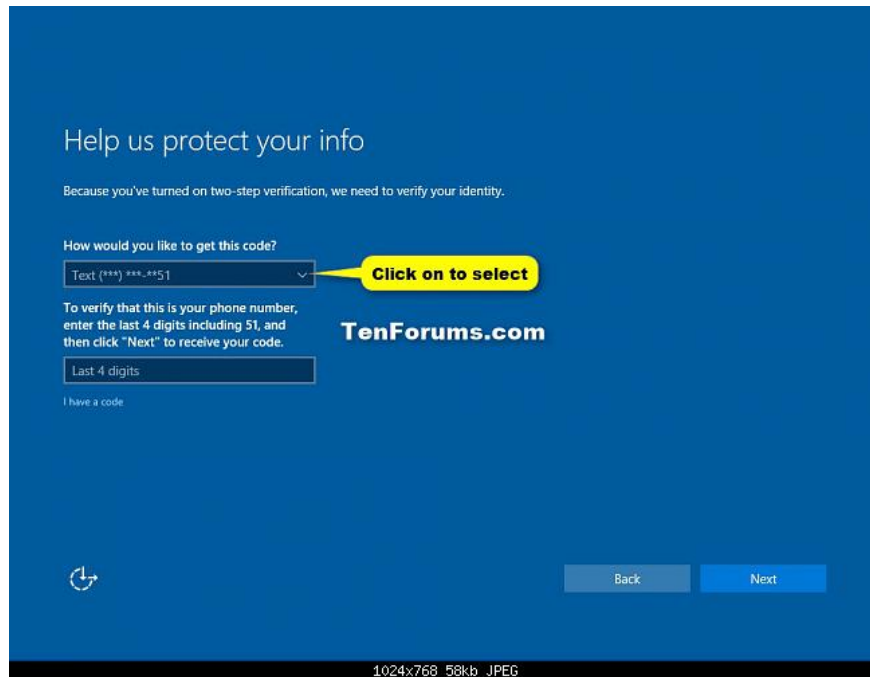 Help us protect your info
Because you've turned on two-step verification, we need to verify your identity.
How would you like to get this code?
Text (***) ***-**51
Click on to select
To verify that this is your phone number,
enter the last 4 digits including 51, and
then click "Next" to receive your code.
TenForums.com
Last 4 digits
I have a code
Back
Next
1024x768 58kb JPEG